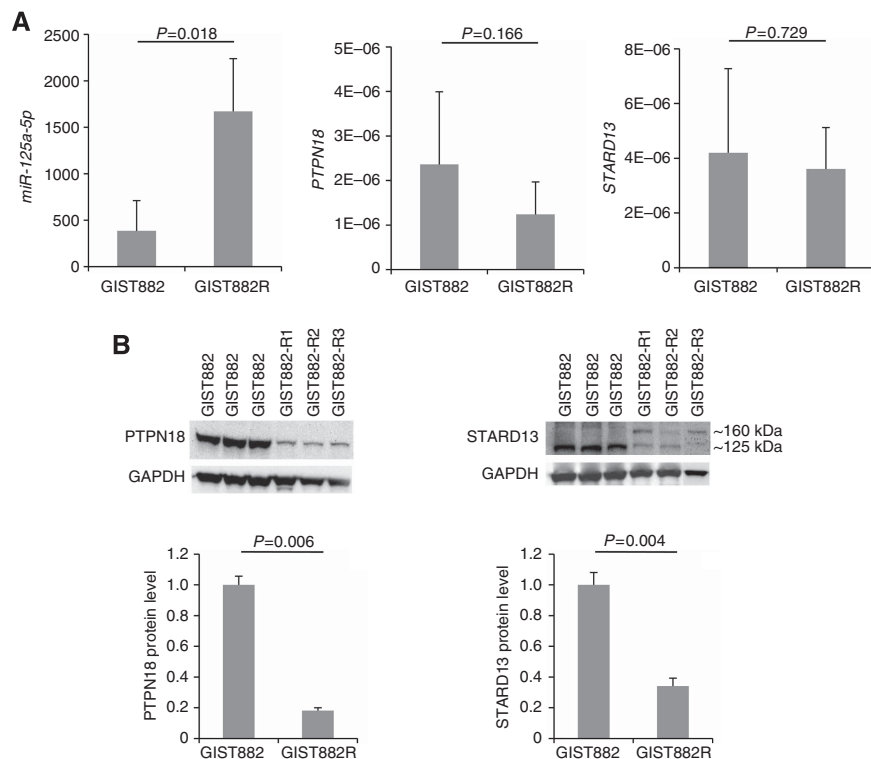 A
P=0.018
2500
2000
1500
1000
500
0
miR-125a-5p
GIST882
GIST882R
P=0.166
5E–06
4E–06
3E–06
2E–06
1E–06
0
PTPN18
GIST882
GIST882R
P=0.729
8E–06
6E–06
4E–06
2E–06
0
STARD13
GIST882
GIST882R
B
GIST882
GIST882
GIST882
GIST882-R1
GIST882-R2
GIST882-R3
PTPN18
GAPDH
GIST882
GIST882
GIST882
GIST882-R1
GIST882-R2
GIST882-R3
STARD13
~160 kDa
~125 kDa
GAPDH
P=0.006
1.2
1.0
0.8
0.6
0.4
0.2
0
PTPN18 protein level
GIST882
GIST882R
P=0.004
1.2
1.0
0.8
0.6
0.4
0.2
0
STARD13 protein level
GIST882
GIST882R